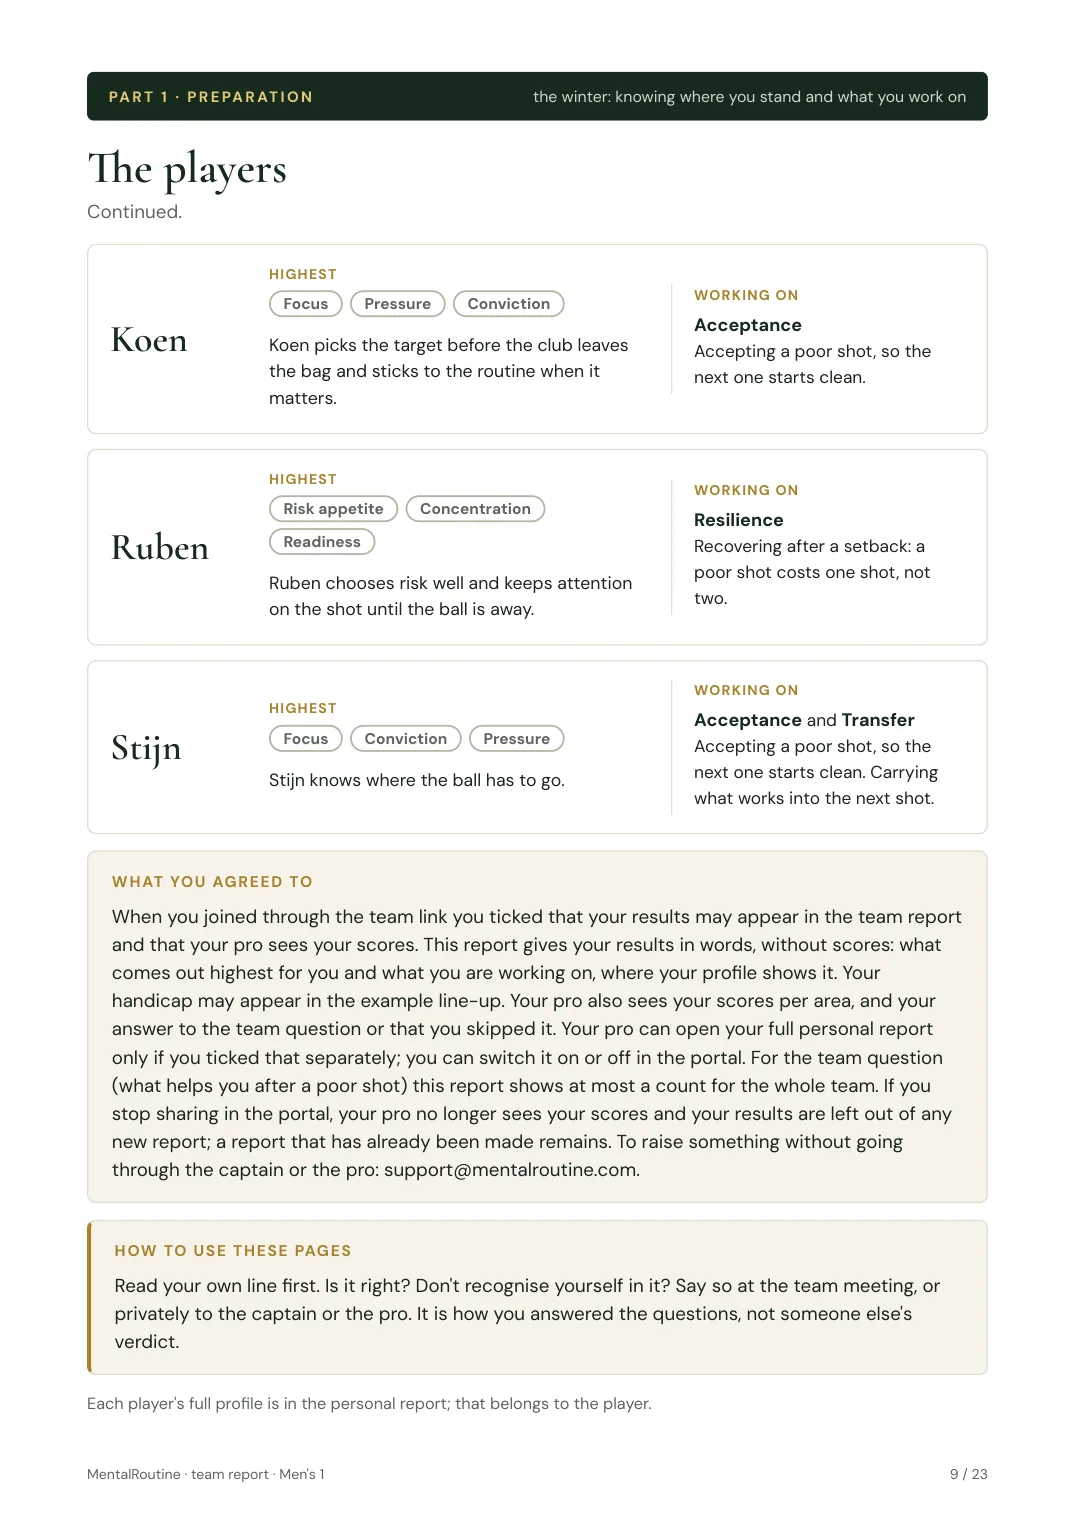 PART 1 · PREPARATION
the winter: knowing where you stand and what you work on
The players
Continued.
Koen
HIGHEST
Focus Pressure Conviction
Koen picks the target before the club leaves
the bag and sticks to the routine when it
matters.
WORKING ON
Acceptance
Accepting a poor shot, so the
next one starts clean.
Ruben
HIGHEST
Risk appetite Concentration
Readiness
Ruben chooses risk well and keeps attention
on the shot until the ball is away.
WORKING ON
Resilience
Recovering after a setback: a
poor shot costs one shot, not
two.
Stijn
HIGHEST
Focus Conviction Pressure
Stijn knows where the ball has to go.
WORKING ON
Acceptance and Transfer
Accepting a poor shot, so the
next one starts clean. Carrying
what works into the next shot.
WHAT YOU AGREED TO
When you joined through the team link you ticked that your results may appear in the team report
and that your pro sees your scores. This report gives your results in words, without scores: what
comes out highest for you and what you are working on, where your profile shows it. Your
handicap may appear in the example line-up. Your pro also sees your scores per area, and your
answer to the team question or that you skipped it. Your pro can open your full personal report
only if you ticked that separately; you can switch it on or off in the portal. For the team question
(what helps you after a poor shot) this report shows at most a count for the whole team. If you
stop sharing in the portal, your pro no longer sees your scores and your results are left out of any
new report; a report that has already been made remains. To raise something without going
through the captain or the pro: support@mentalroutine.com.
HOW TO USE THESE PAGES
Read your own line first. Is it right? Don't recognise yourself in it? Say so at the team meeting, or
privately to the captain or the pro. It is how you answered the questions, not someone else's
verdict.
Each player's full profile is in the personal report; that belongs to the player.
MentalRoutine · team report · Men's 1
9 / 23